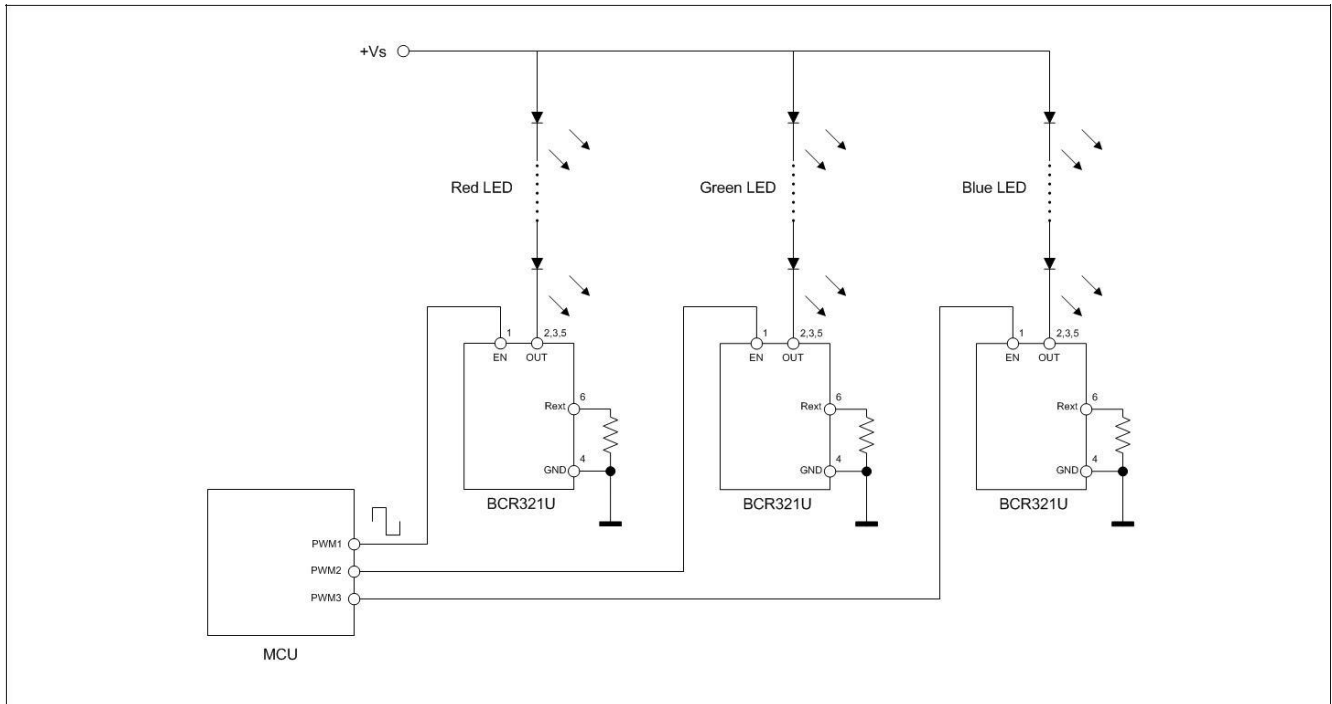 +Vs
Red LED
Green LED
Blue LED
1
2,3,5
EN
OUT
6
Rext
4
GND
BCR321U
1
2,3,5
EN
OUT
6
Rext
4
GND
BCR321U
1
2,3,5
EN
OUT
6
Rext
4
GND
BCR321U
PWM1
PWM2
PWM3
MCU